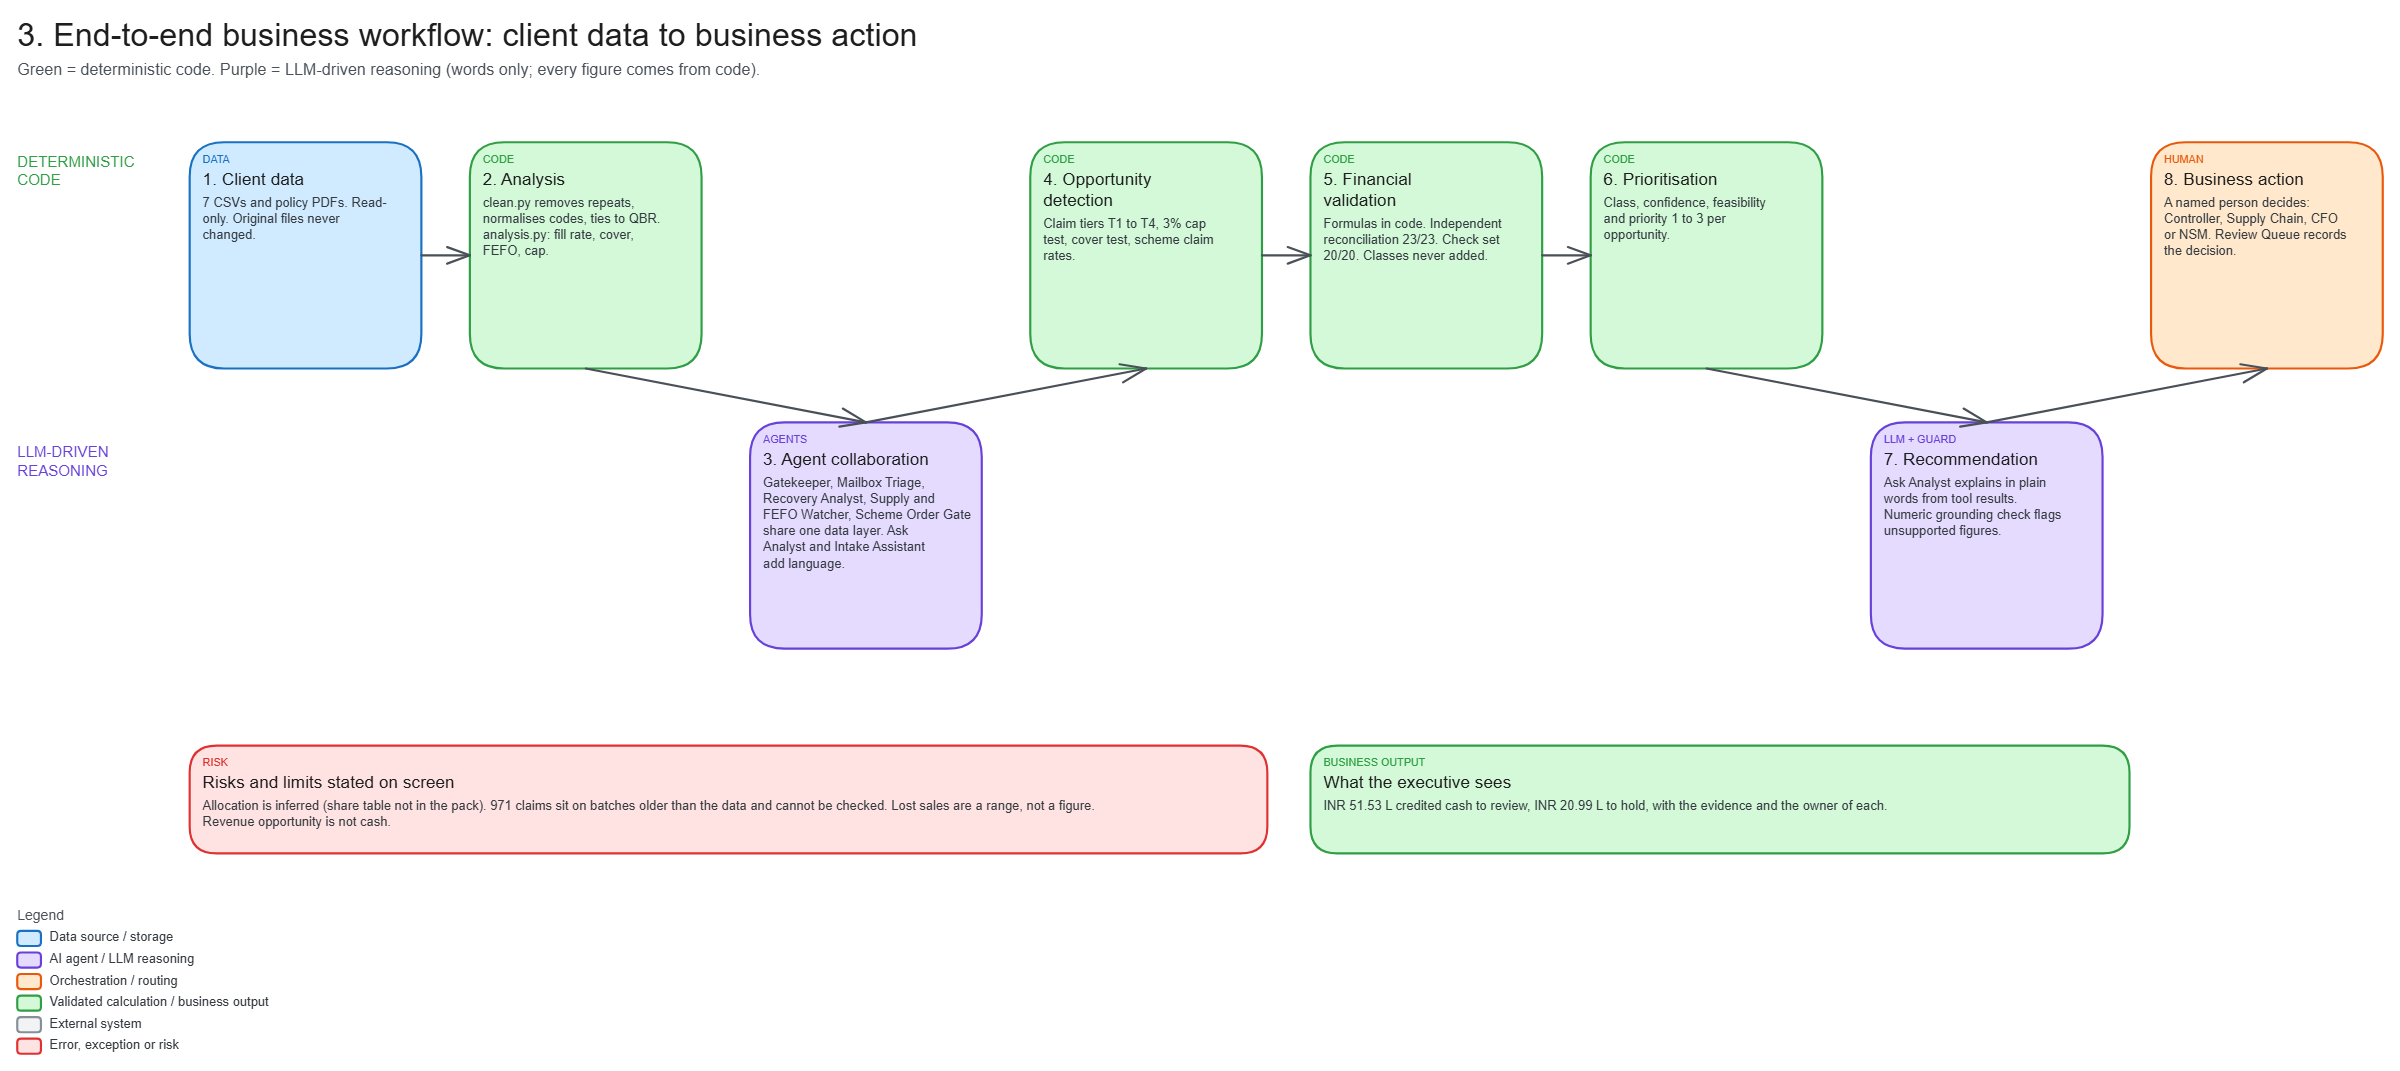 3. End-to-end business workflow: client data to business action
Green = deterministic code. Purple = LLM-driven reasoning (words only; every figure comes from code).
DETERMINISTIC
CODE
DATA
1. Client data
7 CSVs and policy PDFs. Read-
only. Original files never
changed.
CODE
2. Analysis
clean.py removes repeats,
normalises codes, ties to QBR.
analysis.py: fill rate, cover,
FEFO, cap.
CODE
4. Opportunity
detection
Claim tiers T1 to T4, 3% cap
test, cover test, scheme claim
rates.
CODE
5. Financial
validation
Formulas in code. Independent
reconciliation 23/23. Check set
20/20. Classes never added.
CODE
6. Prioritisation
Class, confidence, feasibility
and priority 1 to 3 per
opportunity.
HUMAN
8. Business action
A named person decides:
Controller, Supply Chain, CFO
or NSM. Review Queue records
the decision.
LLM-DRIVEN
REASONING
AGENTS
3. Agent collaboration
Gatekeeper, Mailbox Triage,
Recovery Analyst, Supply and
FEFO Watcher, Scheme Order Gate
share one data layer. Ask
Analyst and Intake Assistant
add language.
LLM + GUARD
7. Recommendation
Ask Analyst explains in plain
words from tool results.
Numeric grounding check flags
unsupported figures.
RISK
Risks and limits stated on screen
Allocation is inferred (share table not in the pack). 971 claims sit on batches older than the data and cannot be checked. Lost sales are a range, not a figure.
Revenue opportunity is not cash.
BUSINESS OUTPUT
What the executive sees
INR 51.53 L credited cash to review, INR 20.99 L to hold, with the evidence and the owner of each.
Legend
Data source / storage
AI agent / LLM reasoning
Orchestration / routing
Validated calculation / business output
External system
Error, exception or risk